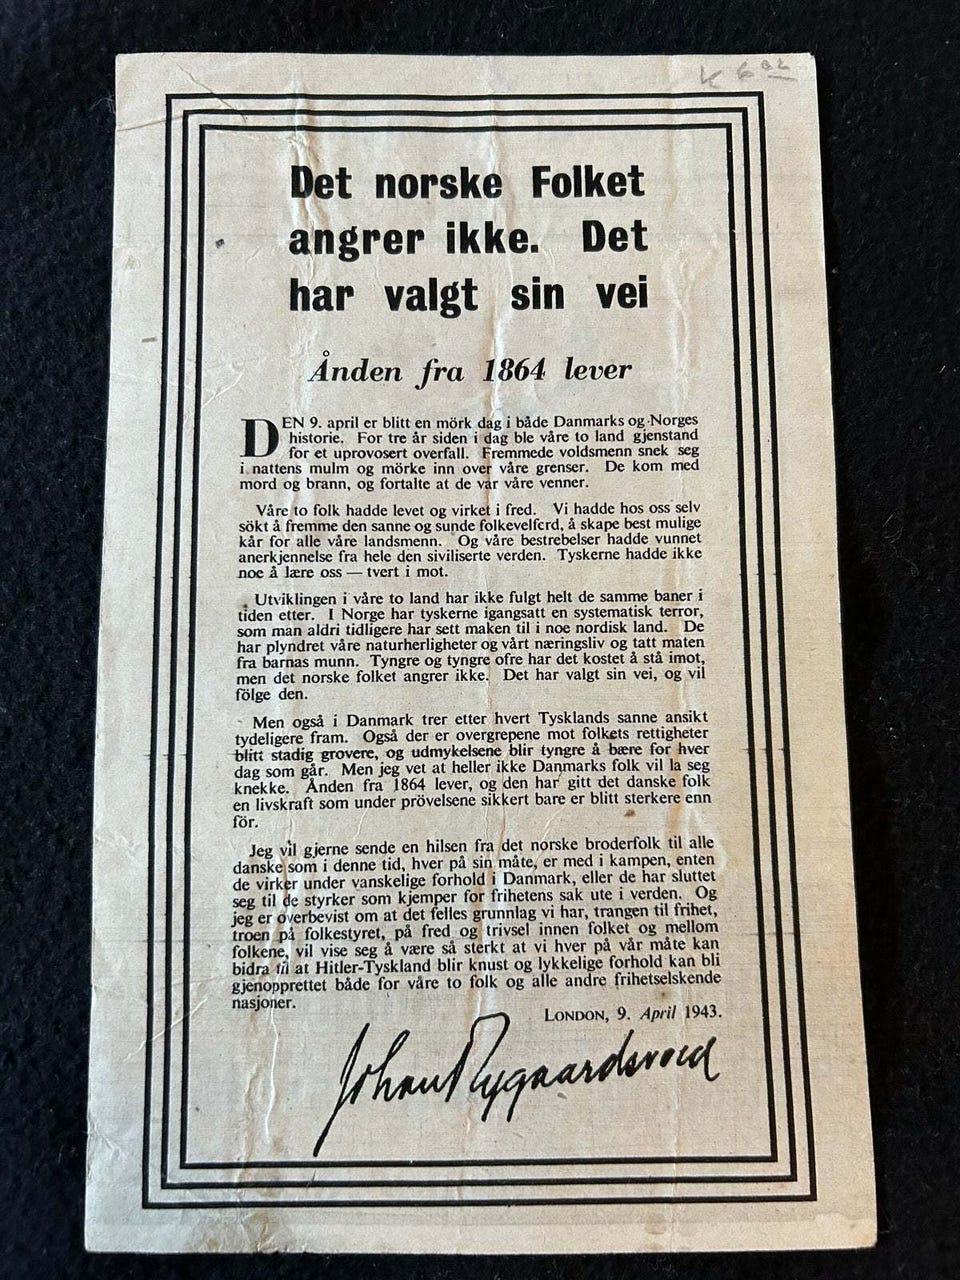 K 6 02
Det norske Folket
angrer ikke. Det
har valgt sin vei
Ånden fra 1864 lever
DEN 9. april er blitt en mörk dag i både Danmarks og Norges
historie. For tre år siden i dag ble våre to land gjenstand
for et uprovosert overfall. Fremmede voldsmenn snek seg
i nattens mulm og mörke inn over våre grenser. De kom med
mord og brann, og fortalte at de var våre venner.
Våre to folk hadde levet og virket i fred. Vi hadde hos oss selv
sökt å fremme den sanne og sunde folkevelferd, å skape best mulige
kår for alle våre landsmenn. Og våre bestrebelser hadde vunnet
anerkjennelse fra hele den siviliserte verden. Tyskerne hadde ikke
noe å lære oss — tvert i mot.
Utviklingen i våre to land har ikke fulgt helt de samme baner i
tiden etter. I Norge har tyskerne igangsatt en systematisk terror,
som man aldri tidligere har sett maken til i noe nordisk land. De
har plyndret våre naturherligheter og vårt næringsliv og tatt maten
fra barnas munn. Tyngre og tyngre ofre har det kostet å stå imot,
men det norske folket angrer ikke. Det har valgt sin vei, og vil
fölge den.
Men også i Danmark trer etter hvert Tysklands sanne ansikt
tydeligere fram. Også der er overgrepene mot folkets rettigheter
blitt stadig grovere, og udmykelsene blir tyngre å bære for hver
dag som går. Men jeg vet at heller ikke Danmarks folk vil la seg
knekke. Ånden fra 1864 lever, og den har gitt det danske folk
en livskraft som under prövelsene sikkert bare er blitt sterkere enn
för.
Jeg vil gjerne sende en hilsen fra det norske broderfolk til alle
danske som i denne tid, hver på sin måte, er med i kampen, enten
de virker under vanskelige forhold i Danmark, eller de har sluttet
seg til de styrker som kjemper for frihetens sak ute i verden. Og
jeg er overbevist om at det felles grunnlag vi har, trangen til frihet,
troen på folkestyret, på fred og trivsel innen folket og mellom
folkene, vil vise seg å være så sterkt at vi hver på vår måte kan
bidra til at Hitler-Tyskland blir knust og lykkelige forhold kan bli
gjenopprettet både for våre to folk og alle andre frihetselskende
nasjoner.
LONDON, 9. April 1943.
Johan Nygaardsvold